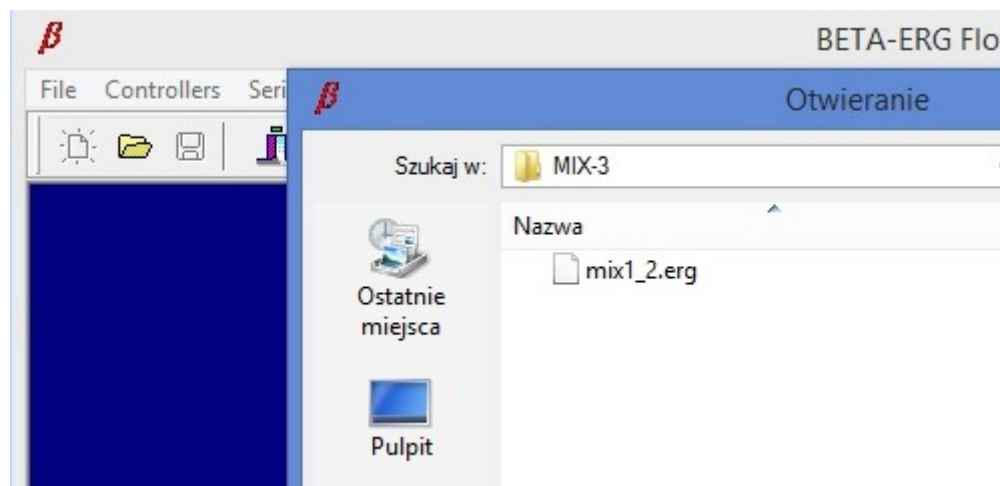 β BETA-ERG Flo
File Controllers Seri
β Otwieranie
Szukaj w: MIX-3
Nazwa
mix1_2.erg
Ostatnie
miejsca
Pulpit